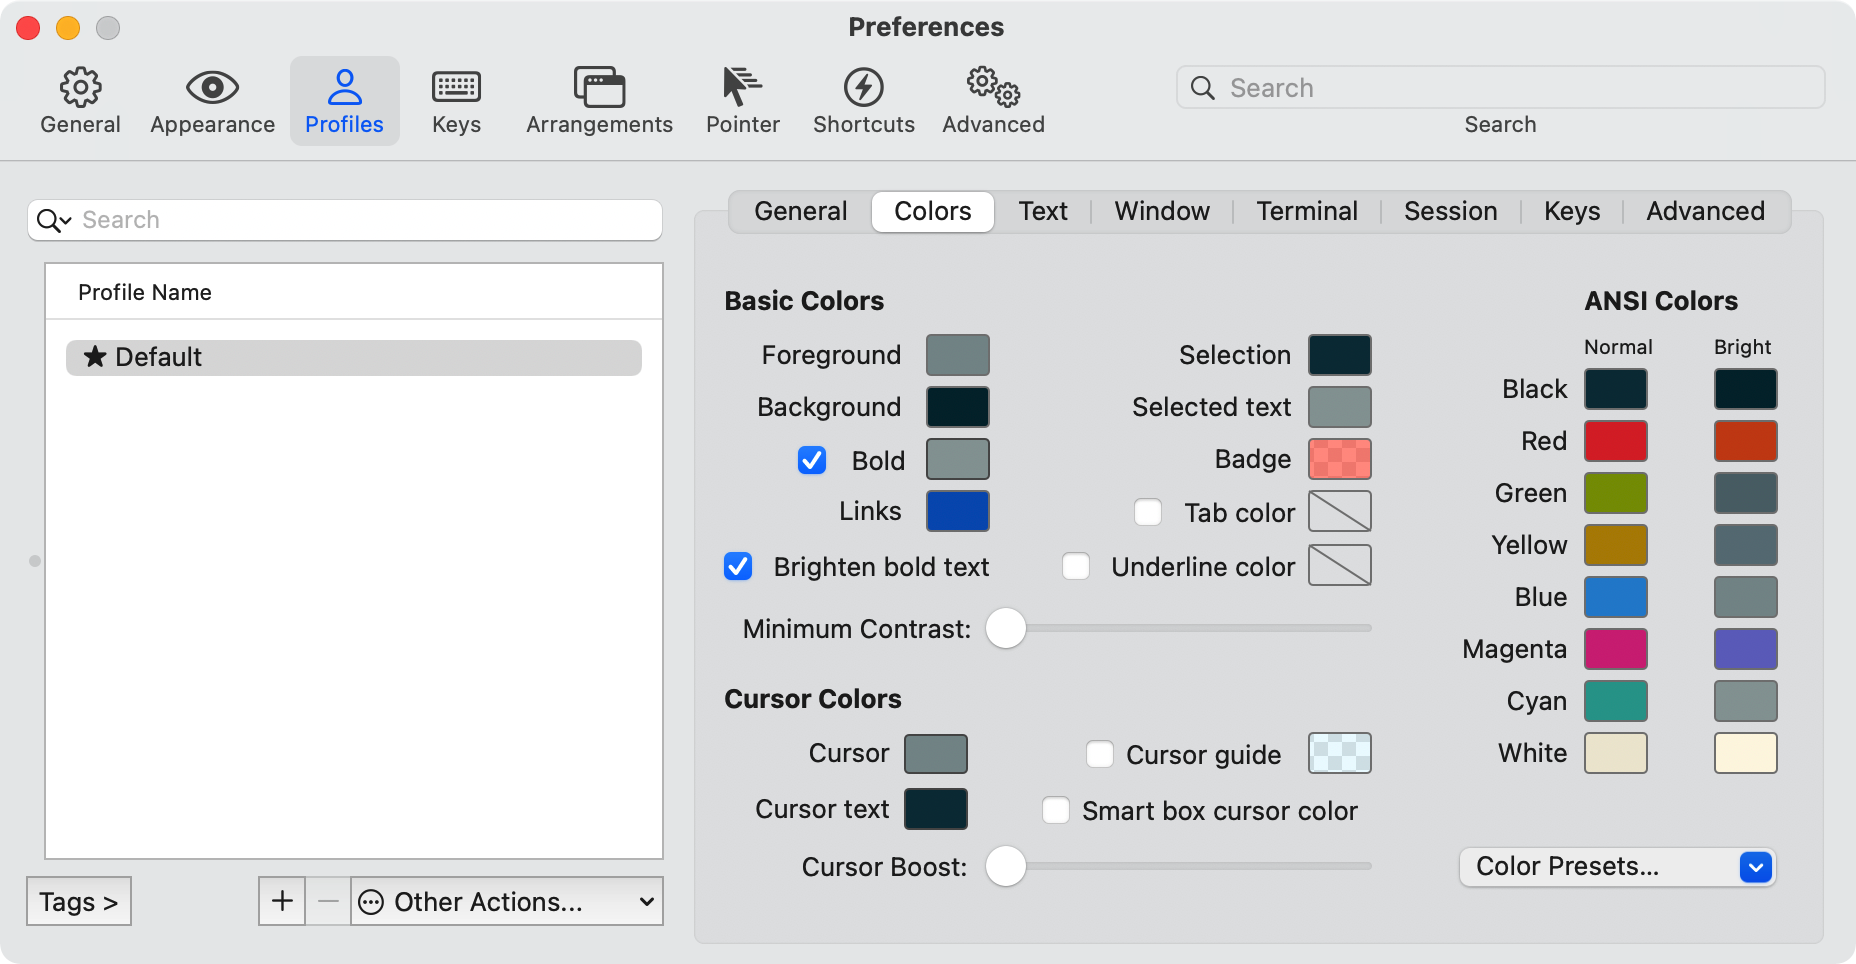 Preferences
General Appearance Profiles Keys Arrangements Pointer Shortcuts Advanced
Search
Search
Search
Profile Name
Default
Tags >
+ − Other Actions...
General Colors Text Window Terminal Session Keys Advanced
Basic Colors
Foreground
Background
Bold
Links
Brighten bold text
Selection
Selected text
Badge
Tab color
Underline color
Minimum Contrast:
Cursor Colors
Cursor
Cursor text
Cursor guide
Smart box cursor color
Cursor Boost:
ANSI Colors
Normal Bright
Black
Red
Green
Yellow
Blue
Magenta
Cyan
White
Color Presets...